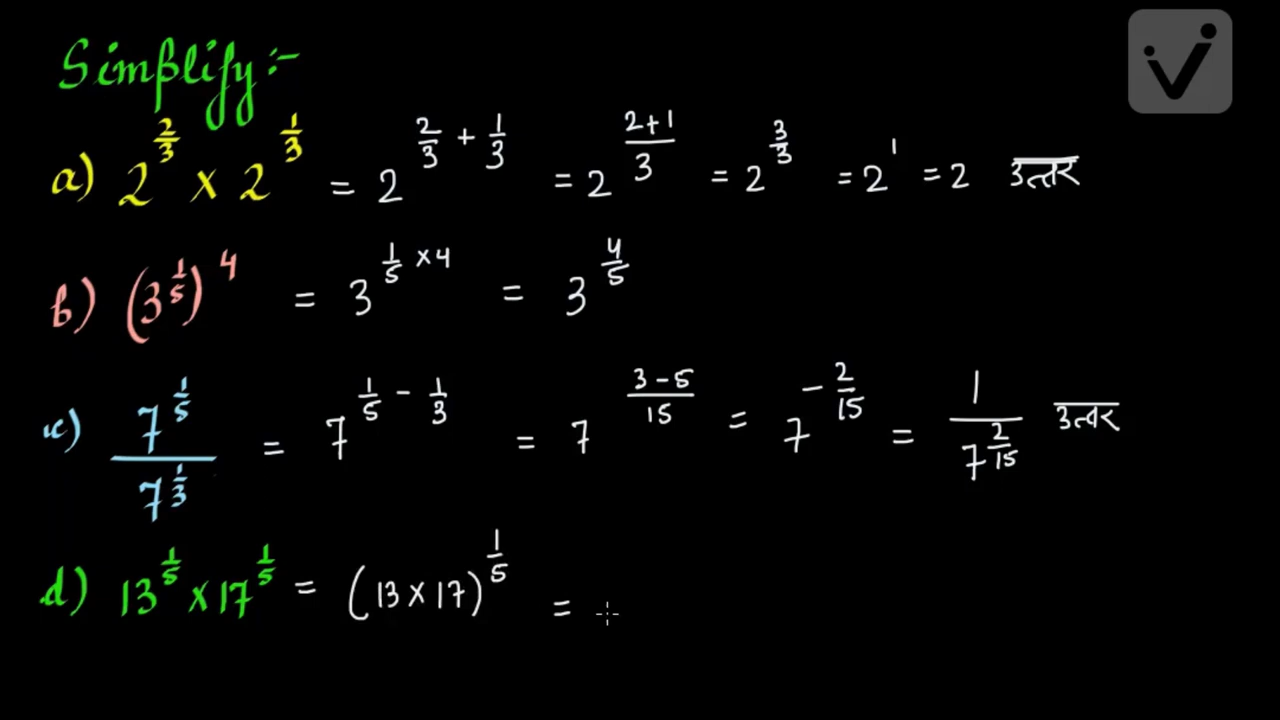 Simplify:-
a) 2^(2/3) × 2^(1/3) = 2^(2/3 + 1/3) = 2^((2+1)/3) = 2^(3/3) = 2^1 = 2 उत्तर
b) (3^(1/5))^4 = 3^(1/5 × 4) = 3^(4/5)
c) 7^(1/5) / 7^(1/3) = 7^(1/5 - 1/3) = 7^((3-5)/15) = 7^(-2/15) = 1 / 7^(2/15) उत्तर
d) 13^(1/5) × 17^(1/5) = (13 × 17)^(1/5) =